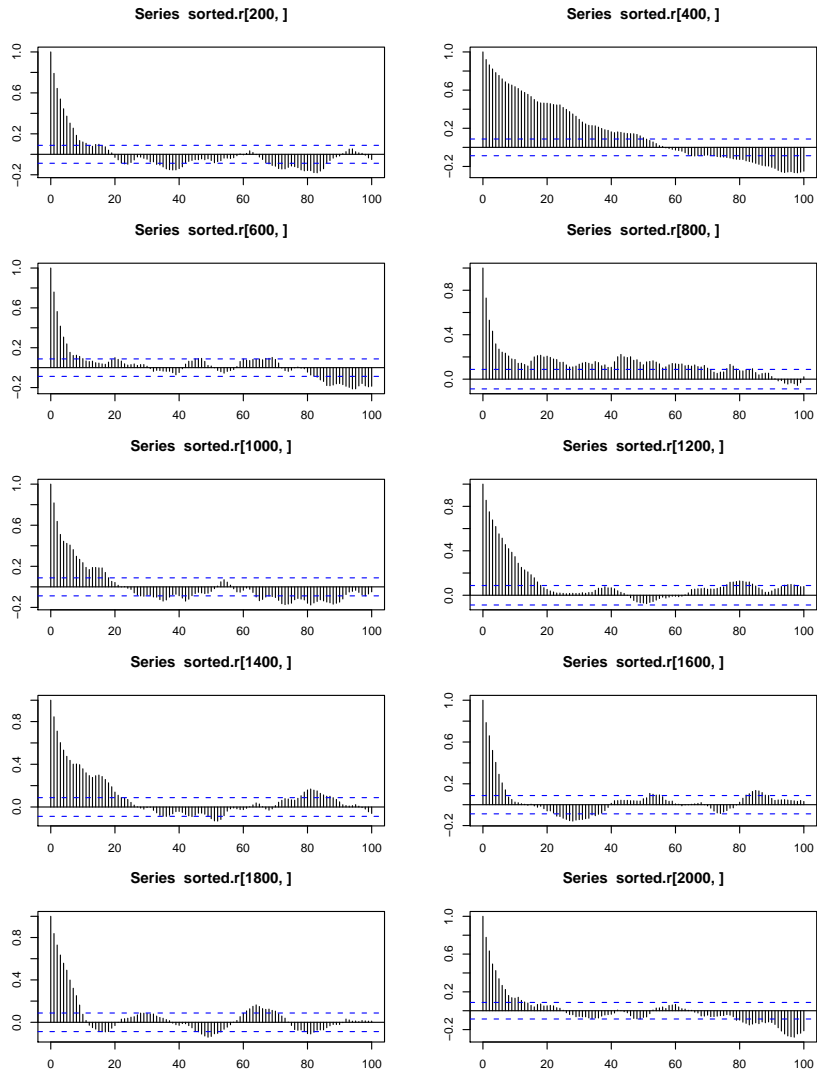 Series sorted.r[200, ]
−0.2 0.2 0.6 1.0
0 20 40 60 80 100
Series sorted.r[400, ]
−0.2 0.2 0.6 1.0
0 20 40 60 80 100
Series sorted.r[600, ]
−0.2 0.2 0.6 1.0
0 20 40 60 80 100
Series sorted.r[800, ]
0.0 0.4 0.8
0 20 40 60 80 100
Series sorted.r[1000, ]
−0.2 0.2 0.6 1.0
0 20 40 60 80 100
Series sorted.r[1200, ]
0.0 0.4 0.8
0 20 40 60 80 100
Series sorted.r[1400, ]
0.0 0.4 0.8
0 20 40 60 80 100
Series sorted.r[1600, ]
−0.2 0.2 0.6 1.0
0 20 40 60 80 100
Series sorted.r[1800, ]
0.0 0.4 0.8
0 20 40 60 80 100
Series sorted.r[2000, ]
−0.2 0.2 0.6 1.0
0 20 40 60 80 100